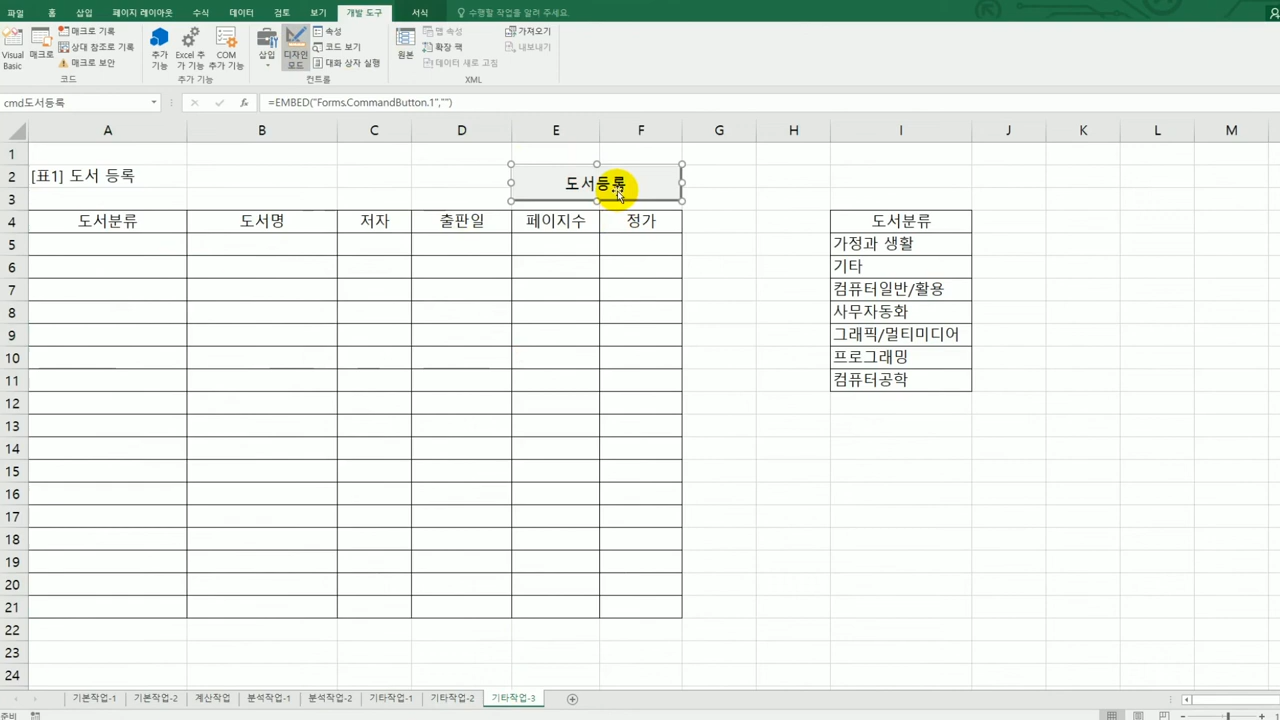 파일 홈 삽입 페이지 레이아웃 수식 데이터 검토 보기 개발 도구 서식 수행할 작업을 알려 주세요.
Visual Basic 매크로 매크로 기록 상대 참조로 기록 매크로 보안 추가 기능 Excel 추가 기능 COM 추가 기능 삽입 디자인 모드 속성 코드 보기 대화 상자 실행 원본 맵 속성 확장 팩 데이터 새로 고침 가져오기 내보내기
코드 추가 기능 컨트롤 XML
cmd도서등록 fx =EMBED("Forms.CommandButton.1","")
A B C D E F G H I J K L M
1
2 [표1] 도서 등록 도서등록
3
4 도서분류 도서명 저자 출판일 페이지수 정가 도서분류
5 가정과 생활
6 기타
7 컴퓨터일반/활용
8 사무자동화
9 그래픽/멀티미디어
10 프로그래밍
11 컴퓨터공학
12
13
14
15
16
17
18
19
20
21
22
23
24
기본작업-1 기본작업-2 계산작업 분석작업-1 분석작업-2 기타작업-1 기타작업-2 기타작업-3
준비